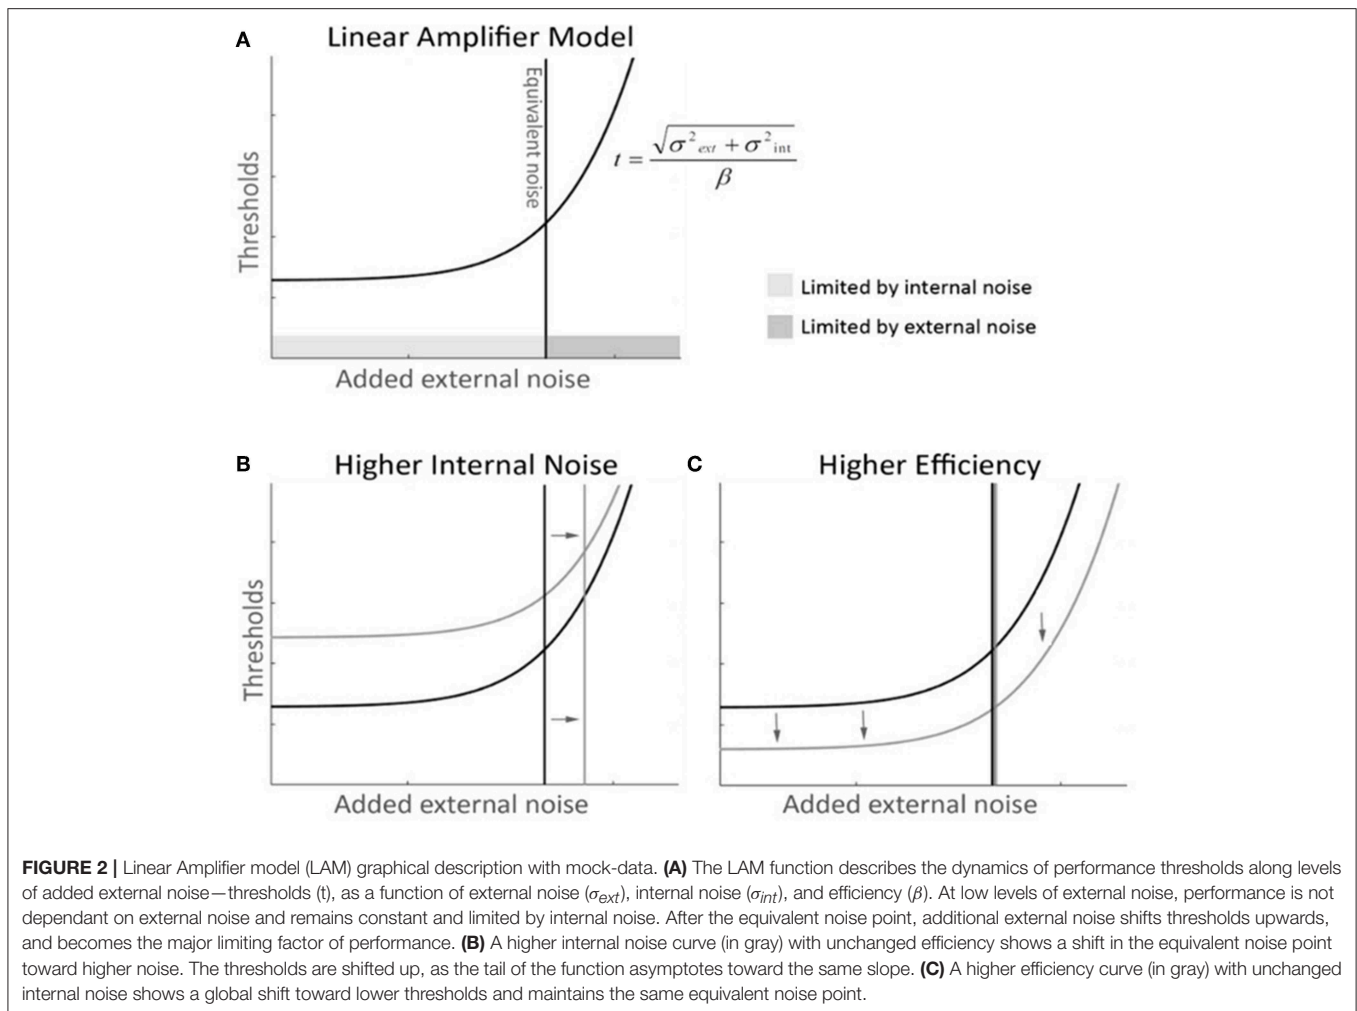 A
Linear Amplifier Model
Equivalent noise
t = √σ²ext + σ²int / β
Thresholds
Limited by internal noise
Limited by external noise
Added external noise
B
Higher Internal Noise
Thresholds
Added external noise
C
Higher Efficiency
Added external noise
FIGURE 2 | Linear Amplifier model (LAM) graphical description with mock-data. (A) The LAM function describes the dynamics of performance thresholds along levels
of added external noise—thresholds (t), as a function of external noise (σext), internal noise (σint), and efficiency (β). At low levels of external noise, performance is not
dependant on external noise and remains constant and limited by internal noise. After the equivalent noise point, additional external noise shifts thresholds upwards,
and becomes the major limiting factor of performance. (B) A higher internal noise curve (in gray) with unchanged efficiency shows a shift in the equivalent noise point
toward higher noise. The thresholds are shifted up, as the tail of the function asymptotes toward the same slope. (C) A higher efficiency curve (in gray) with unchanged
internal noise shows a global shift toward lower thresholds and maintains the same equivalent noise point.